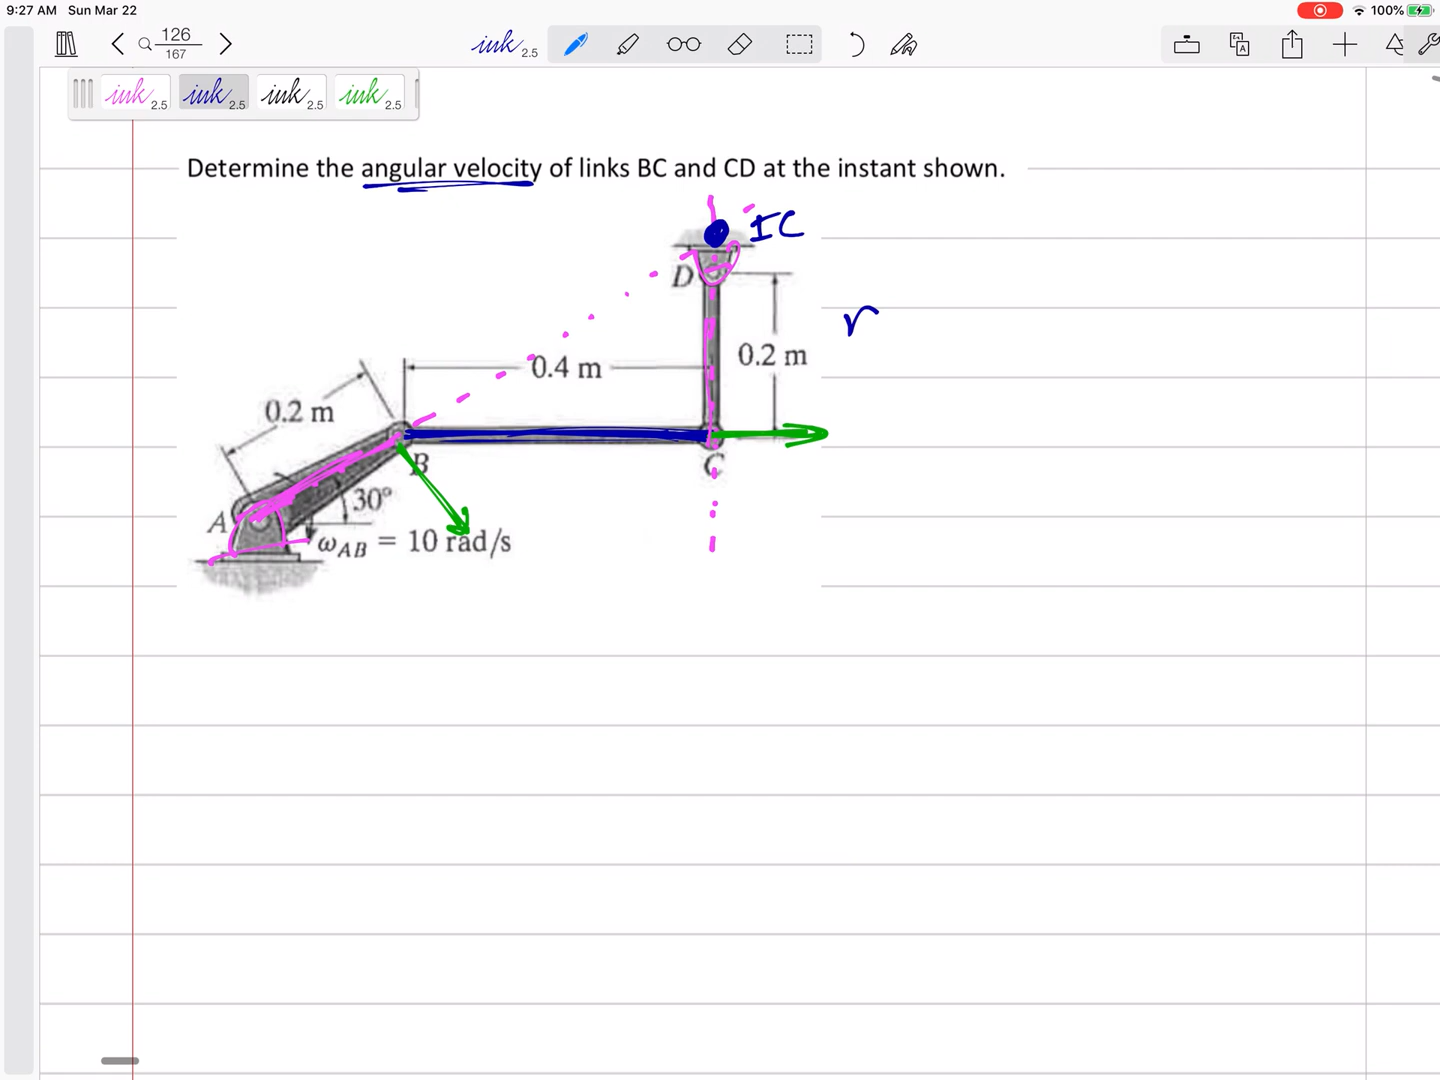 9:27 AM Sun Mar 22
100%
126
167
ink 2.5
ink 2.5
ink 2.5
ink 2.5
ink 2.5
Determine the angular velocity of links BC and CD at the instant shown.
IC
D
r
0.4 m
0.2 m
0.2 m
B
C
30°
A
ωAB = 10 rad/s